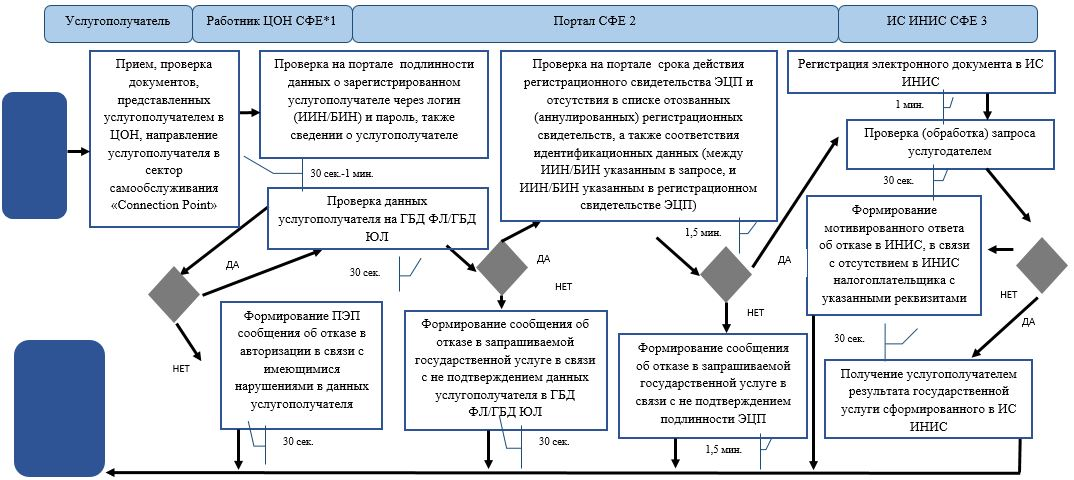 Услугополучатель
Работник ЦОН СФЕ*1
Портал СФЕ 2
ИС ИНИС СФЕ 3
Прием, проверка
документов,
представленных
услугополучателем в
ЦОН, направление
услугополучателя в
сектор
самообслуживания
«Connection Point»
Проверка на портале подлинности
данных о зарегистрированном
услугополучателе через логин
(ИИН/БИН) и пароль, также
сведении о услугополучателе
30 сек.-1 мин.
Проверка данных
услугополучателя на ГБД ФЛ/ГБД
ЮЛ
30 сек.
ДА
НЕТ
Формирование ПЭП
сообщения об отказе в
авторизации в связи с
имеющимися
нарушениями в данных
услугополучателя
30 сек.
Проверка на портале срока действия
регистрационного свидетельства ЭЦП и
отсутствия в списке отозванных
(аннулированных) регистрационных
свидетельств, а также соответствия
идентификационных данных (между
ИИН/БИН указанным в запросе, и
ИИН/БИН указанным в регистрационном
свидетельстве ЭЦП)
1,5 мин.
ДА
НЕТ
Формирование сообщения об
отказе в запрашиваемой
государственной услуге в связи
с не подтверждением данных
услугополучателя в ГБД
ФЛ/ГБД ЮЛ
30 сек.
ДА
НЕТ
Формирование сообщения
об отказе в запрашиваемой
государственной услуге в
связи с не подтверждением
подлинности ЭЦП
1,5 мин.
Регистрация электронного документа в ИС
ИНИС
1 мин.
Проверка (обработка) запроса
услугодателем
30 сек.
Формирование
мотивированного ответа
об отказе в ИНИС, в связи
с отсутствием в ИНИС
налогоплательщика с
указанными реквизитами
НЕТ
ДА
30 сек.
Получение услугополучателем
результата государственной
услуги сформированного в ИС
ИНИС